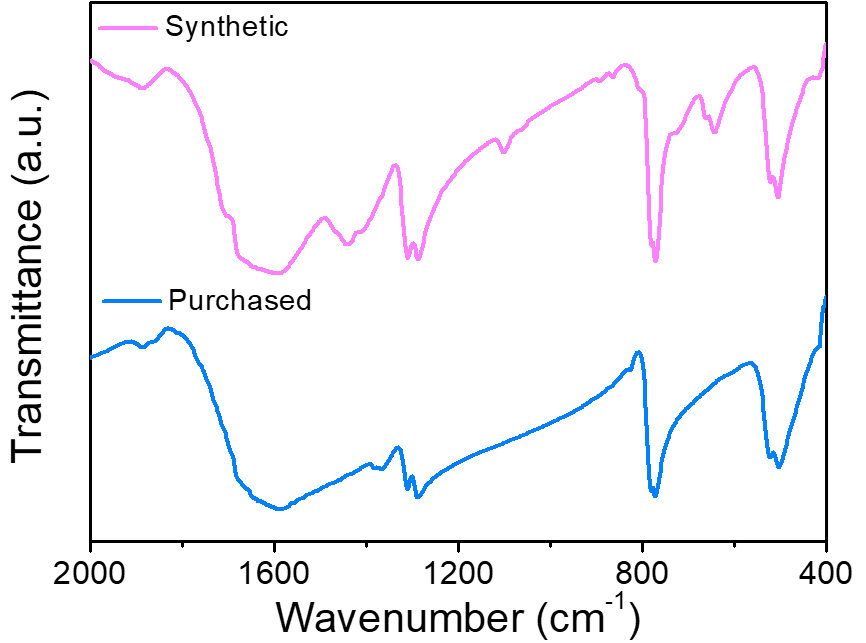 Synthetic
Purchased
Transmittance (a.u.)
2000 1600 1200 800 400
Wavenumber (cm⁻¹)